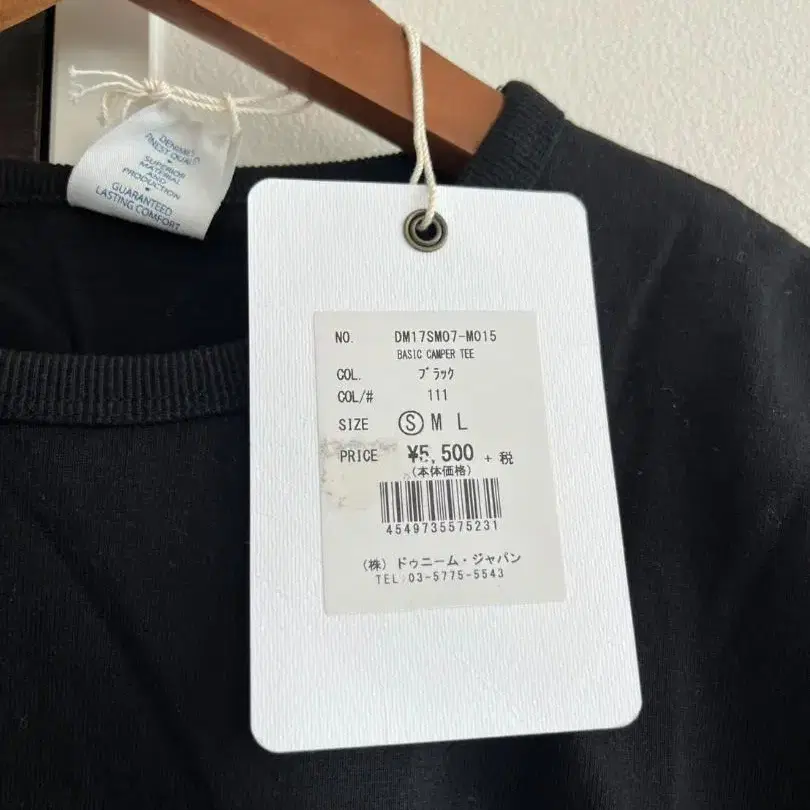 DENIME'S
FINEST QUALITY
SUPERIOR
MATERIAL
AND
PRODUCTION
GUARANTEED
LASTING COMFORT
NO. DM17SM07-M015
BASIC CAMPER TEE
COL. ブラック
COL/# 111
SIZE Ⓢ M L
PRICE ¥5,500 + 税
(本体価格)
4549735575231
(株) ドゥニーム・ジャパン
TEL:03-5775-5543